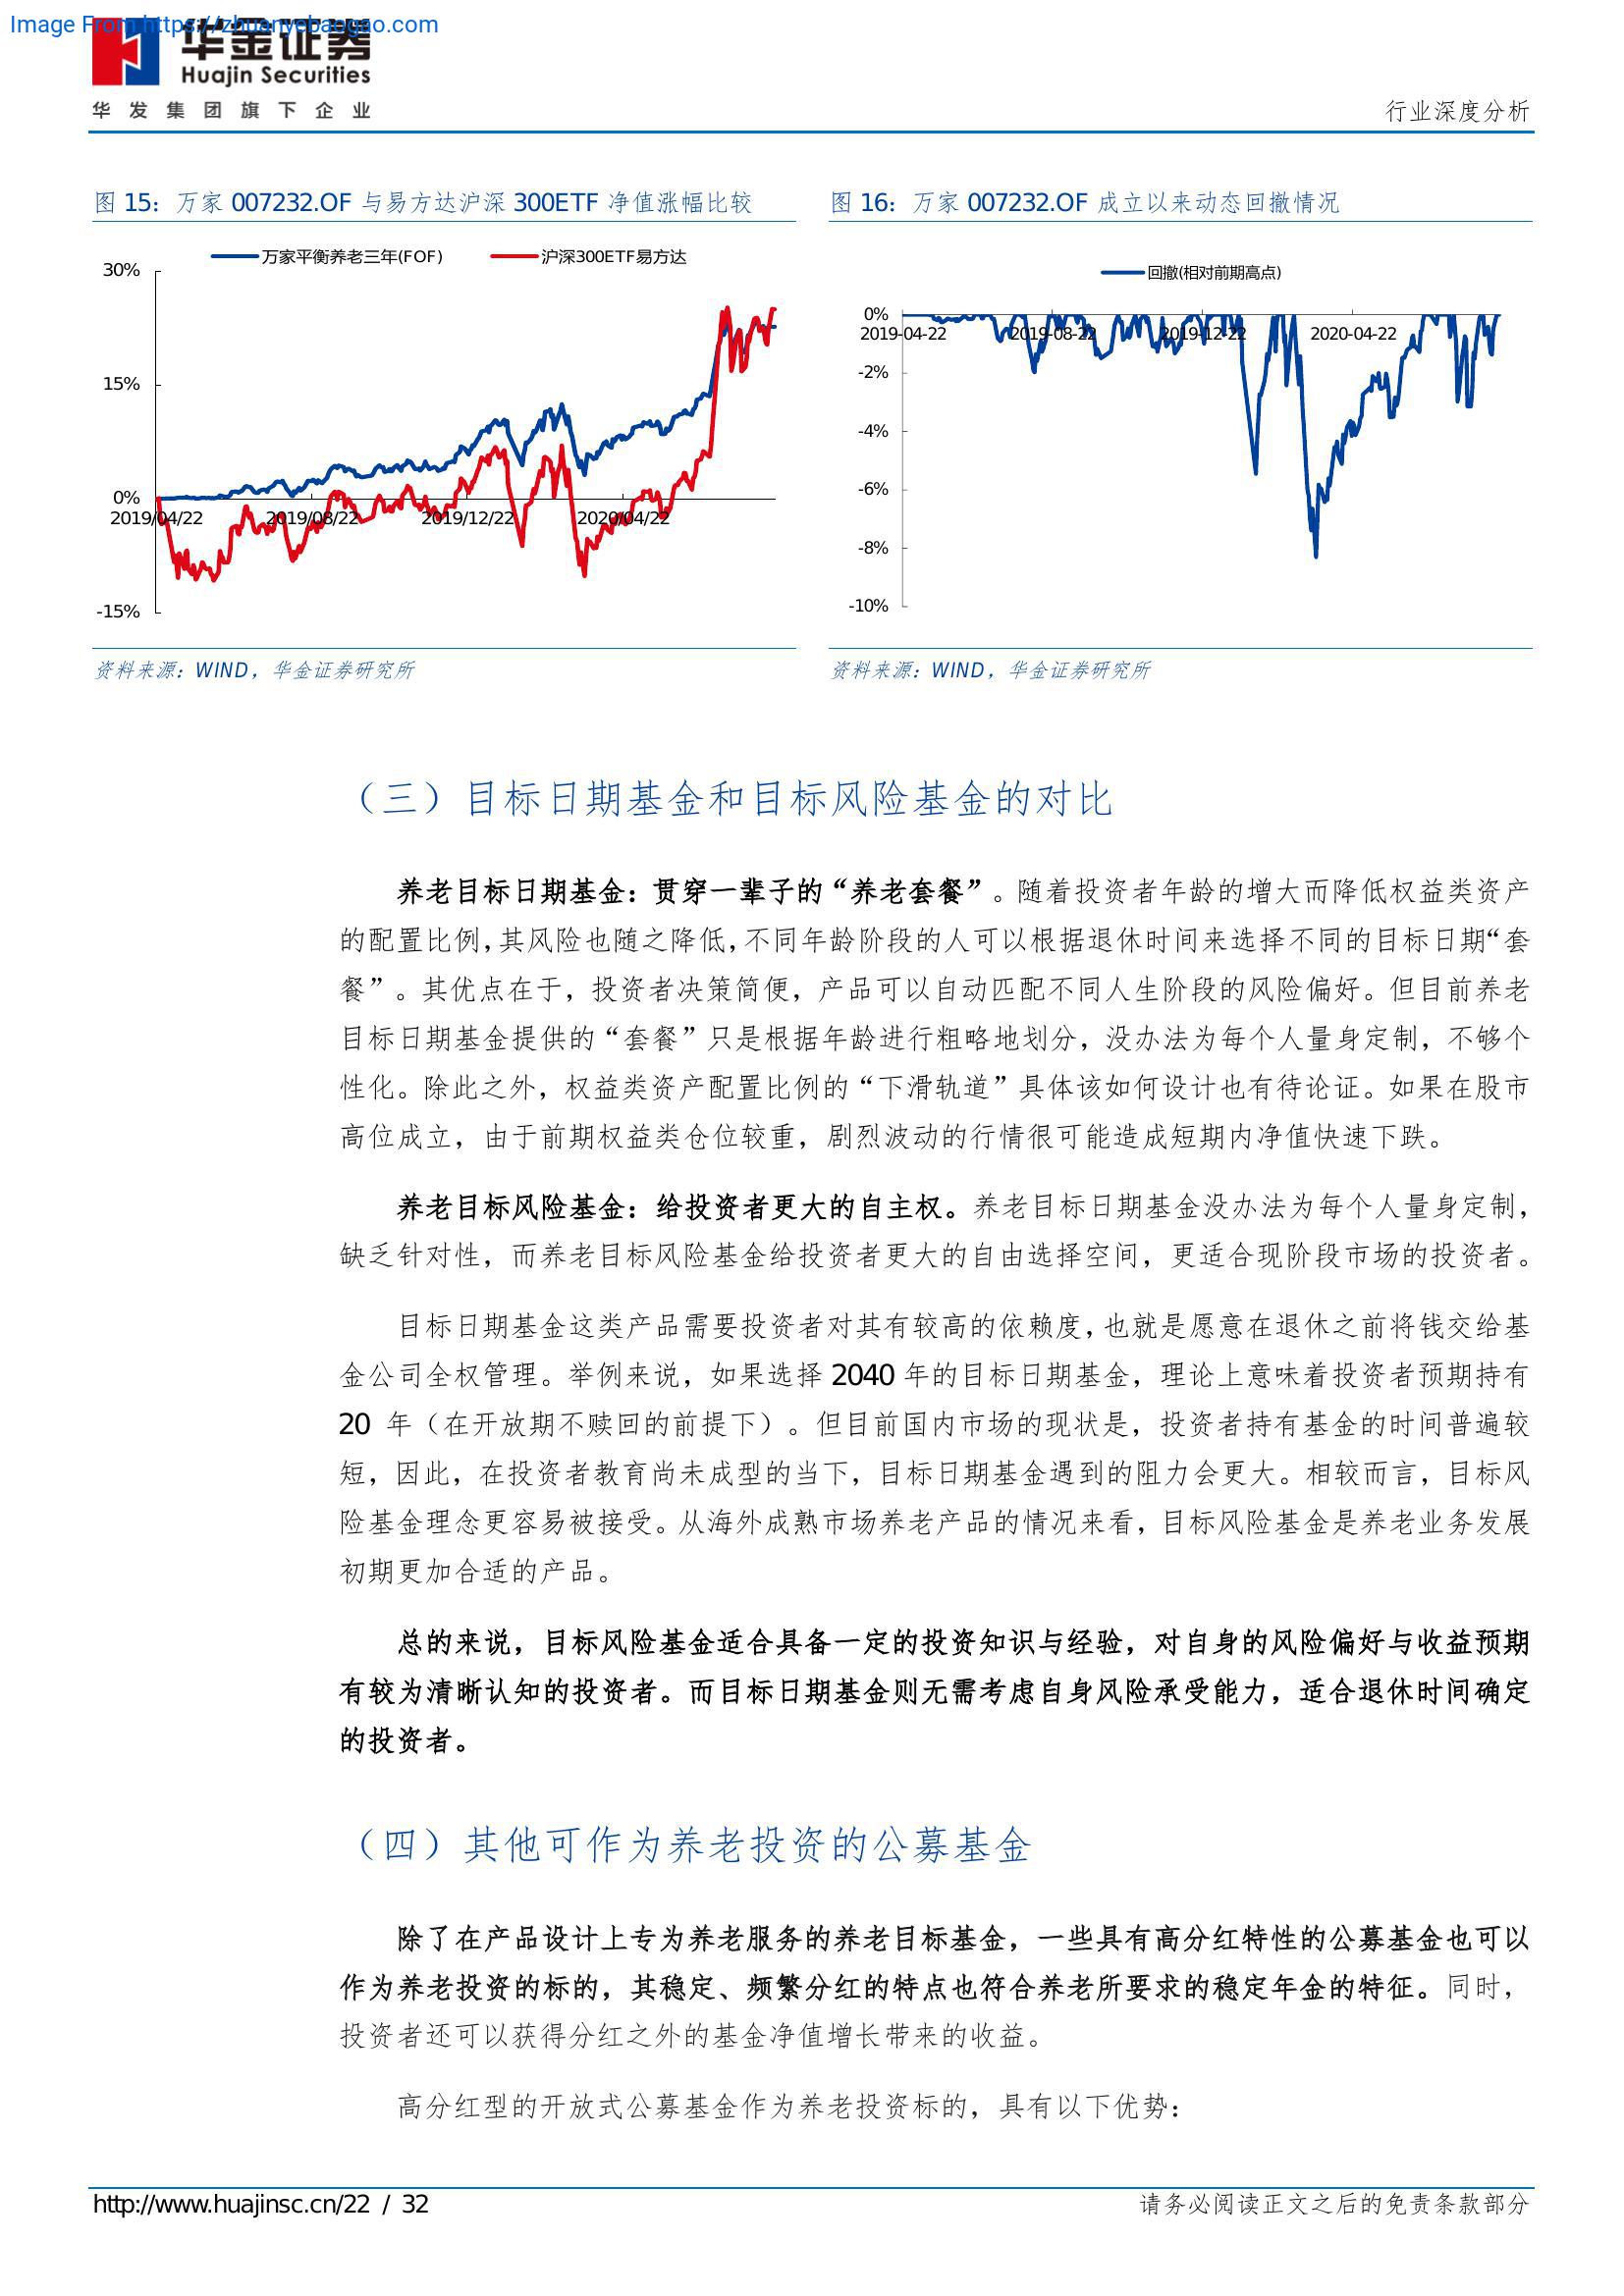 Image From https://zhuanyebaogao.com
华金证券
Huajin Securities
华发集团旗下企业
行业深度分析
图 15：万家 007232.OF 与易方达沪深 300ETF 净值涨幅比较
万家平衡养老三年(FOF) 沪深300ETF易方达
30%
15%
0%
2019/04/22 2019/08/22 2019/12/22 2020/04/22
-15%
资料来源：WIND，华金证券研究所
图 16：万家 007232.OF 成立以来动态回撤情况
回撤(相对前期高点)
0%
2019-04-22 2019-08-22 2019-12-22 2020-04-22
-2%
-4%
-6%
-8%
-10%
资料来源：WIND，华金证券研究所
（三）目标日期基金和目标风险基金的对比
养老目标日期基金：贯穿一辈子的“养老套餐”。随着投资者年龄的增大而降低权益类资产
的配置比例，其风险也随之降低，不同年龄阶段的人可以根据退休时间来选择不同的目标日期“套
餐”。其优点在于，投资者决策简便，产品可以自动匹配不同人生阶段的风险偏好。但目前养老
目标日期基金提供的“套餐”只是根据年龄进行粗略地划分，没办法为每个人量身定制，不够个
性化。除此之外，权益类资产配置比例的“下滑轨道”具体该如何设计也有待论证。如果在股市
高位成立，由于前期权益类仓位较重，剧烈波动的行情很可能造成短期内净值快速下跌。
养老目标风险基金：给投资者更大的自主权。养老目标日期基金没办法为每个人量身定制，
缺乏针对性，而养老目标风险基金给投资者更大的自由选择空间，更适合现阶段市场的投资者。
目标日期基金这类产品需要投资者对其有较高的依赖度，也就是愿意在退休之前将钱交给基
金公司全权管理。举例来说，如果选择 2040 年的目标日期基金，理论上意味着投资者预期持有
20 年（在开放期不赎回的前提下）。但目前国内市场的现状是，投资者持有基金的时间普遍较
短，因此，在投资者教育尚未成型的当下，目标日期基金遇到的阻力会更大。相较而言，目标风
险基金理念更容易被接受。从海外成熟市场养老产品的情况来看，目标风险基金是养老业务发展
初期更加合适的产品。
总的来说，目标风险基金适合具备一定的投资知识与经验，对自身的风险偏好与收益预期
有较为清晰认知的投资者。而目标日期基金则无需考虑自身风险承受能力，适合退休时间确定
的投资者。
（四）其他可作为养老投资的公募基金
除了在产品设计上专为养老服务的养老目标基金，一些具有高分红特性的公募基金也可以
作为养老投资的标的，其稳定、频繁分红的特点也符合养老所要求的稳定年金的特征。同时，
投资者还可以获得分红之外的基金净值增长带来的收益。
高分红型的开放式公募基金作为养老投资标的，具有以下优势：
http://www.huajinsc.cn/22 / 32
请务必阅读正文之后的免责条款部分